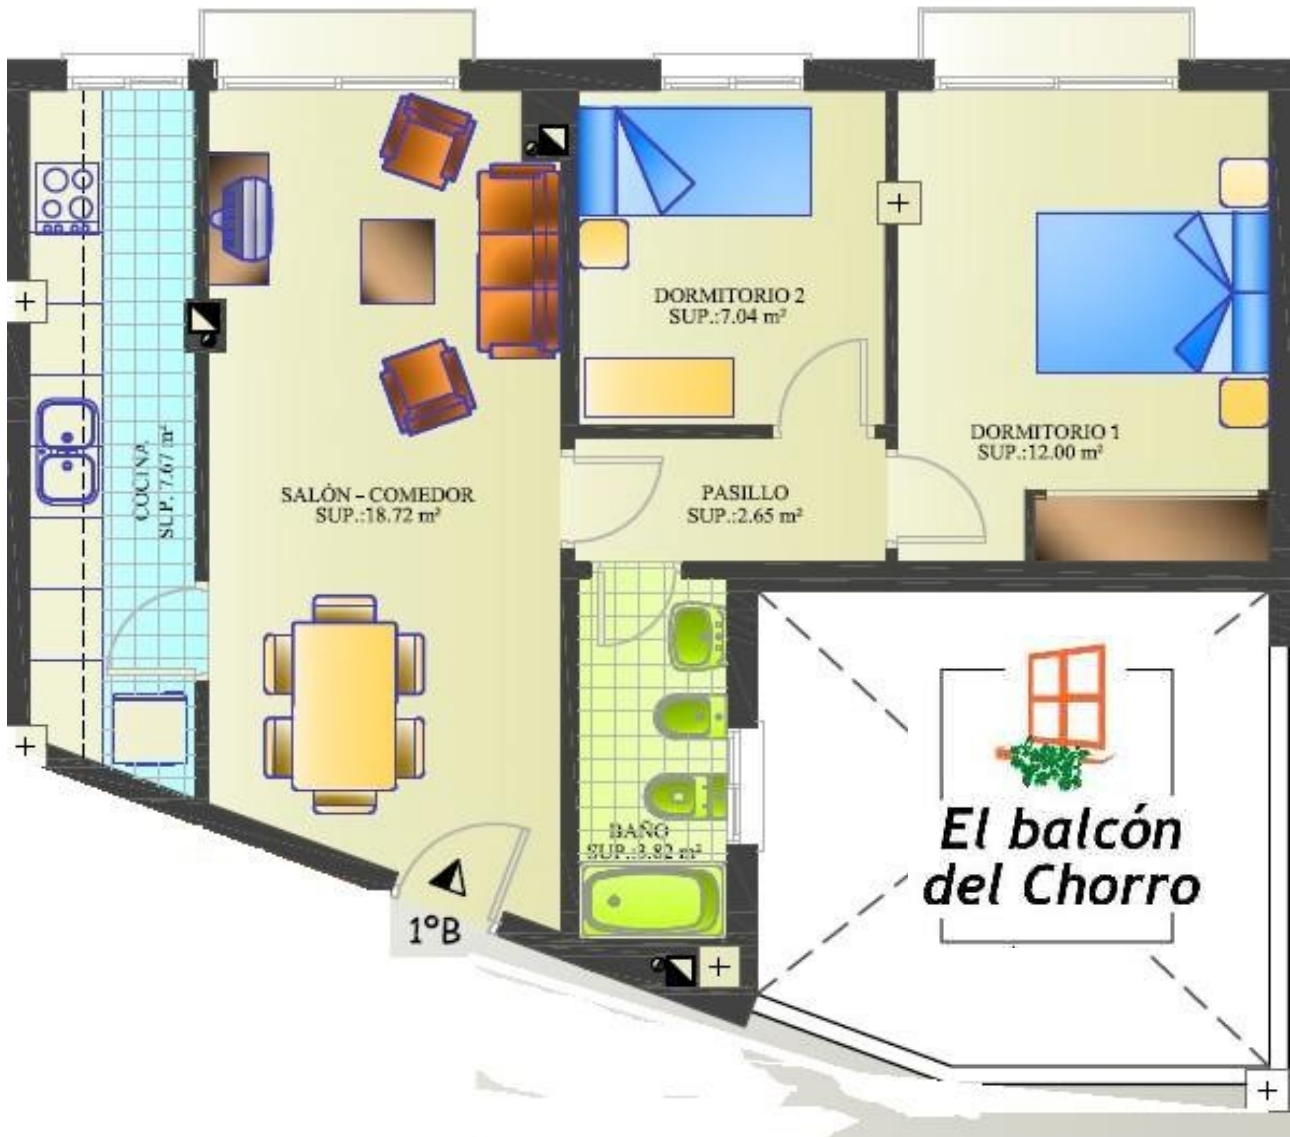 DORMITORIO 2
SUP.:7.04 m²
DORMITORIO 1
SUP.:12.00 m²
COCINA
SUP. 7.67 m²
SALÓN – COMEDOR
SUP.:18.72 m²
PASILLO
SUP.:2.65 m²
BAÑO
SUP.:3.82 m²
El balcón
del Chorro
1°B